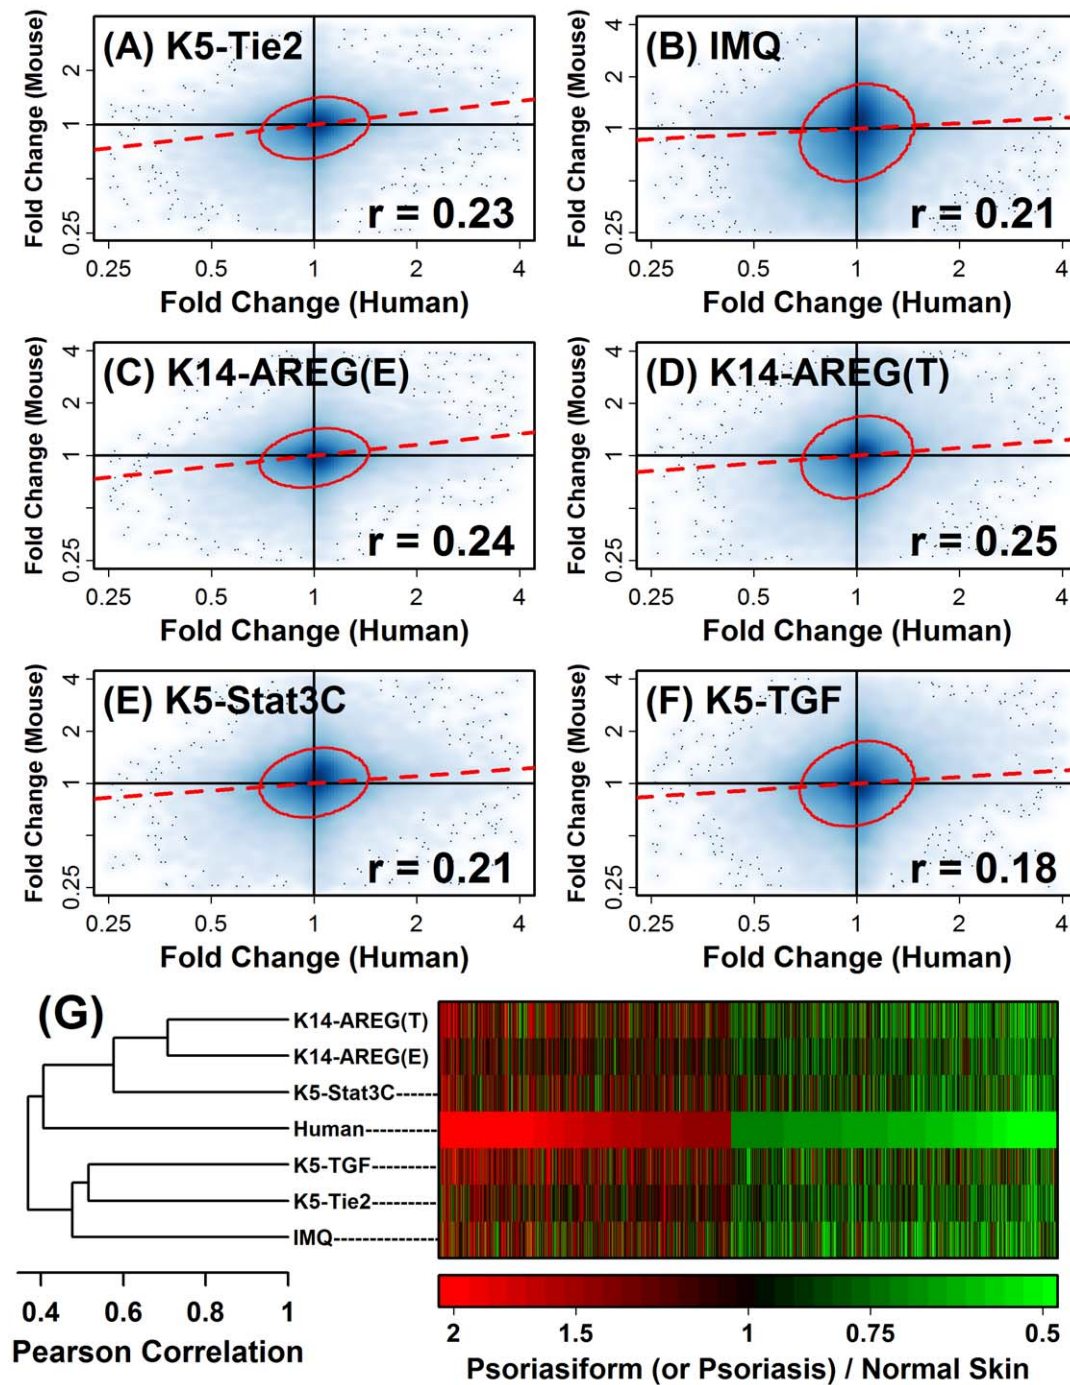 (A) K5-Tie2
Fold Change (Mouse)
2
1
0.25
r = 0.23
0.25 0.5 1 2 4
Fold Change (Human)
(B) IMQ
Fold Change (Mouse)
4
2
1
0.25
r = 0.21
0.25 0.5 1 2 4
Fold Change (Human)
(C) K14-AREG(E)
Fold Change (Mouse)
4
2
1
0.25
r = 0.24
0.25 0.5 1 2 4
Fold Change (Human)
(D) K14-AREG(T)
Fold Change (Mouse)
4
2
1
0.25
r = 0.25
0.25 0.5 1 2 4
Fold Change (Human)
(E) K5-Stat3C
Fold Change (Mouse)
4
2
1
0.25
r = 0.21
0.25 0.5 1 2 4
Fold Change (Human)
(F) K5-TGF
Fold Change (Mouse)
4
2
1
0.25
r = 0.18
0.25 0.5 1 2 4
Fold Change (Human)
(G)
K14-AREG(T)
K14-AREG(E)
K5-Stat3C
Human
K5-TGF
K5-Tie2
IMQ
0.4 0.6 0.8 1
Pearson Correlation
2 1.5 1 0.75 0.5
Psoriasiform (or Psoriasis) / Normal Skin